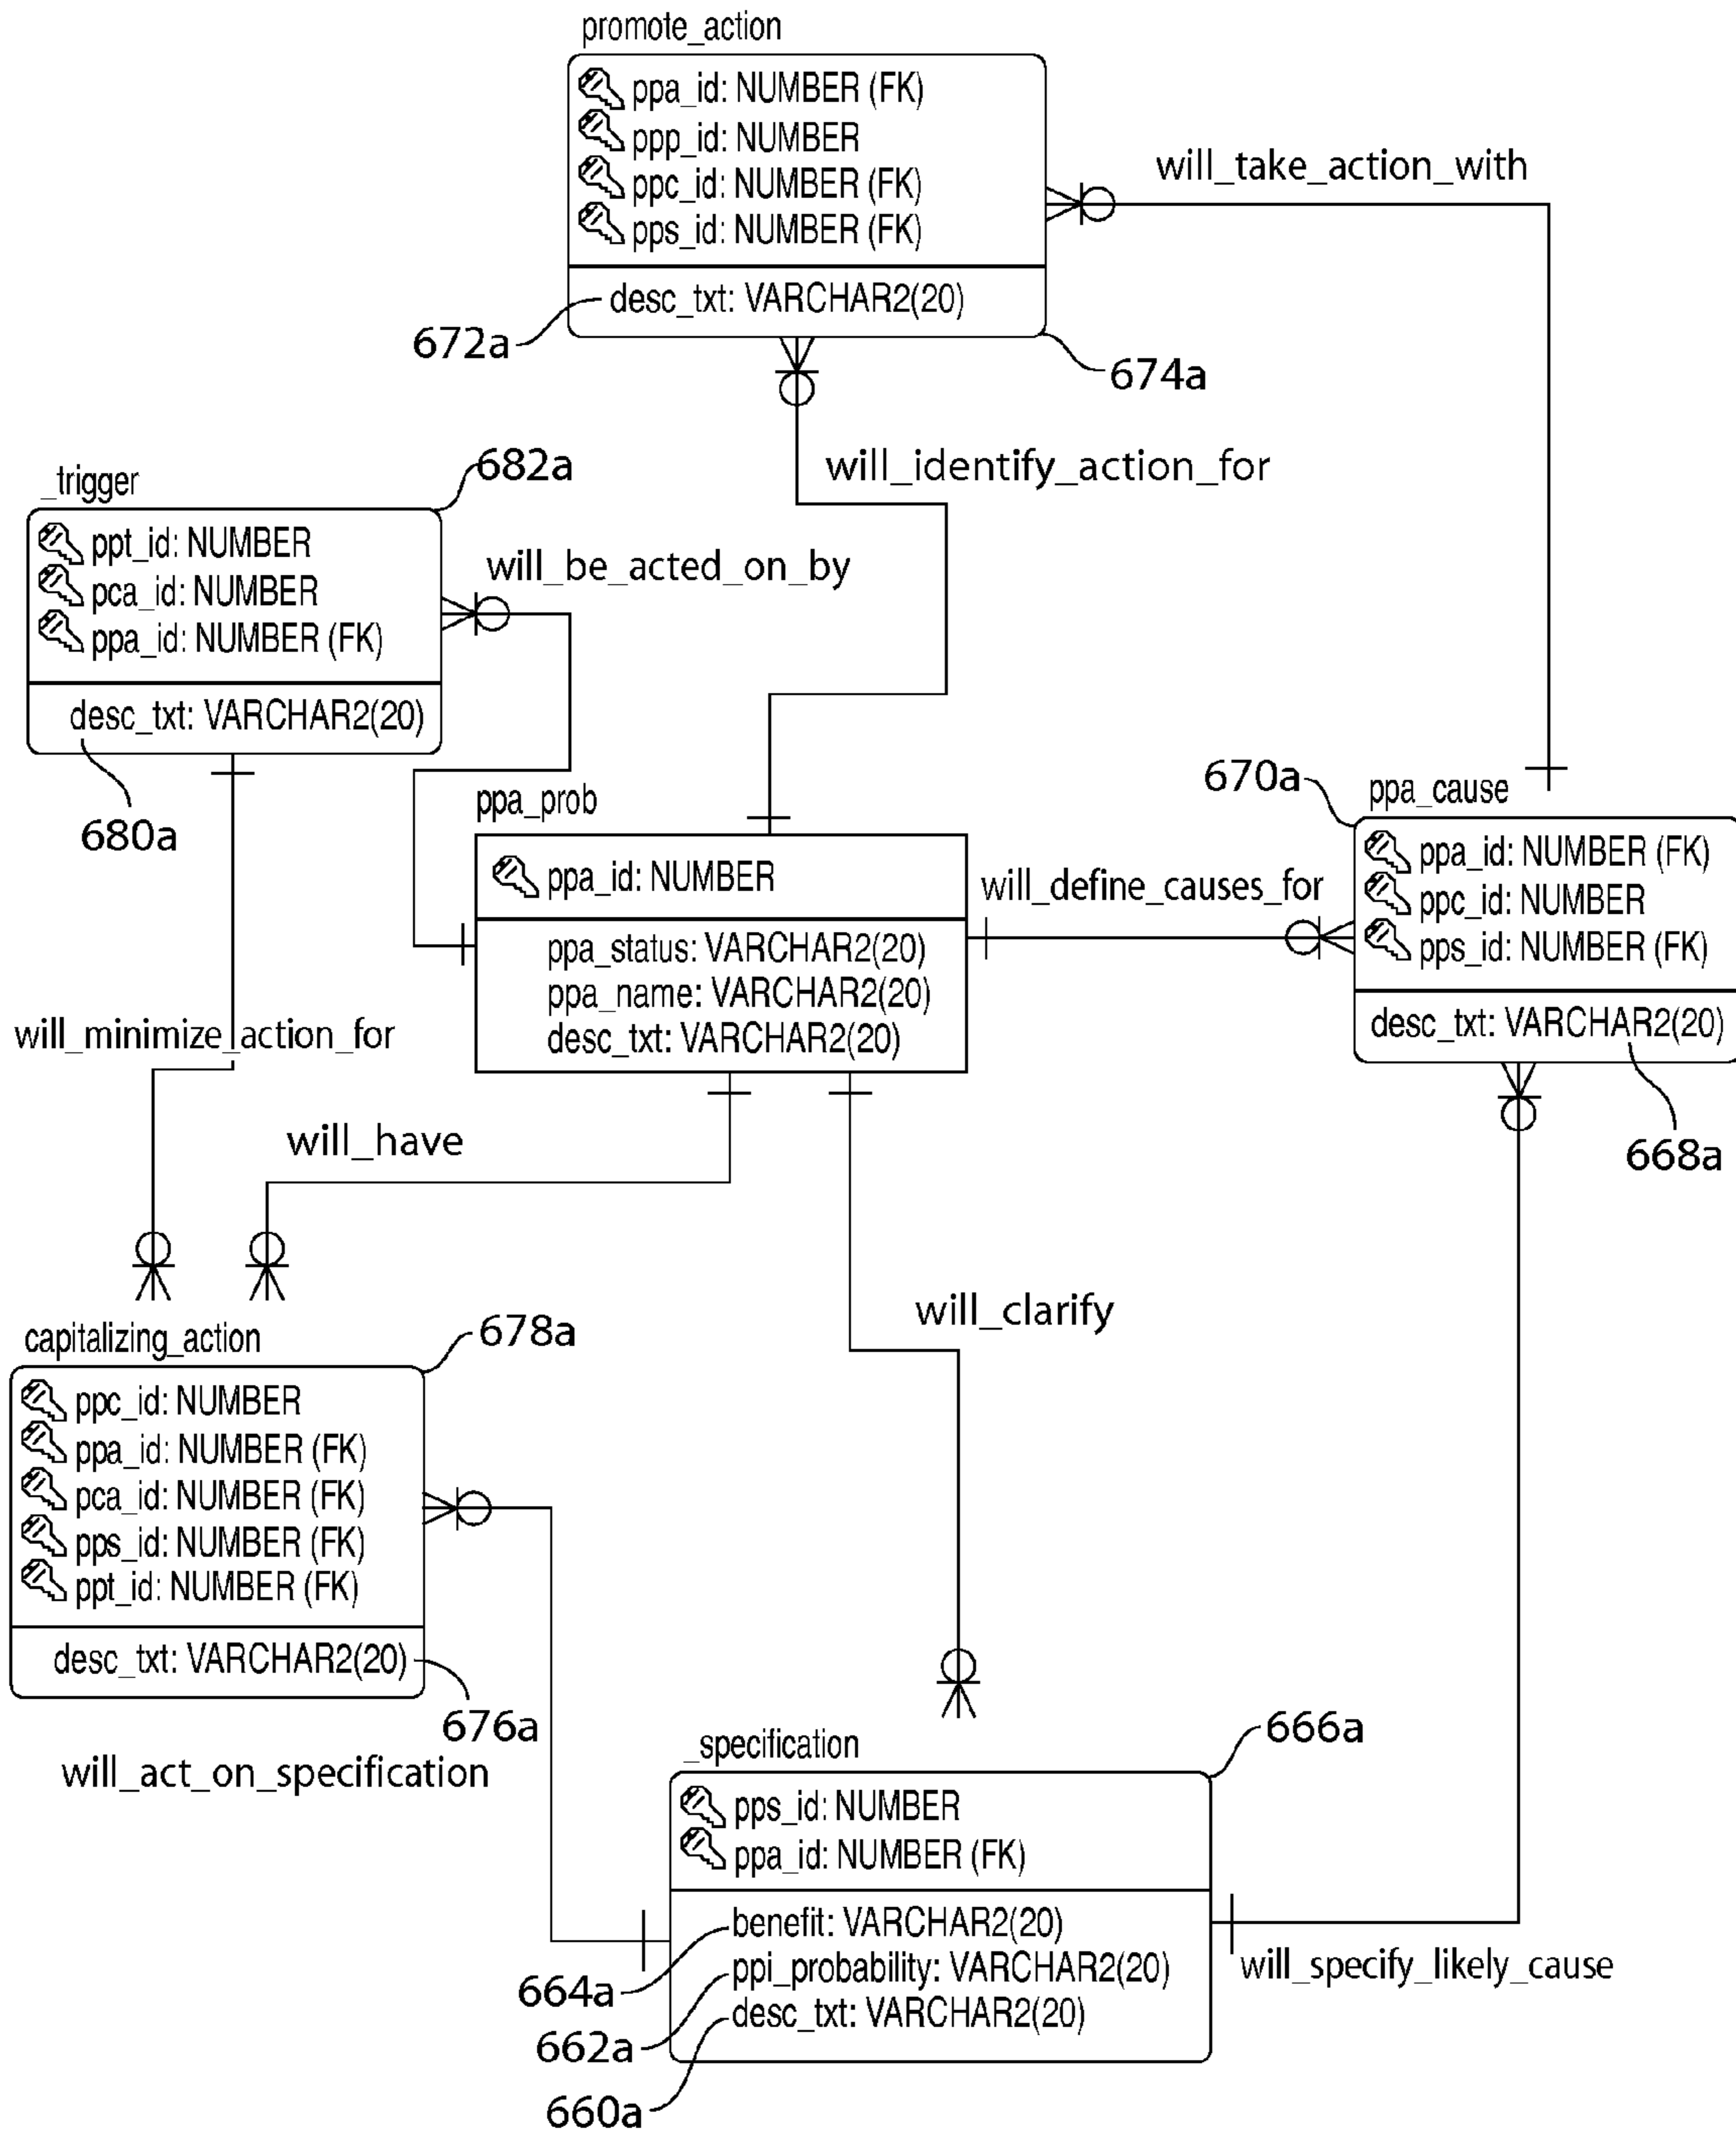 promote_action
ppa_id: NUMBER (FK)
ppp_id: NUMBER
ppc_id: NUMBER (FK)
pps_id: NUMBER (FK)
desc_txt: VARCHAR2(20)
672a
674a
will_take_action_with
will_identify_action_for
_trigger
682a
ppt_id: NUMBER
pca_id: NUMBER
ppa_id: NUMBER (FK)
desc_txt: VARCHAR2(20)
680a
will_be_acted_on_by
ppa_prob
ppa_id: NUMBER
ppa_status: VARCHAR2(20)
ppa_name: VARCHAR2(20)
desc_txt: VARCHAR2(20)
will_define_causes_for
670a
ppa_cause
ppa_id: NUMBER (FK)
ppc_id: NUMBER
pps_id: NUMBER (FK)
desc_txt: VARCHAR2(20)
668a
will_minimize_action_for
will_have
will_clarify
capitalizing_action
678a
ppc_id: NUMBER
ppa_id: NUMBER (FK)
pca_id: NUMBER (FK)
pps_id: NUMBER (FK)
ppt_id: NUMBER (FK)
desc_txt: VARCHAR2(20)
676a
will_act_on_specification
_specification
666a
pps_id: NUMBER
ppa_id: NUMBER (FK)
benefit: VARCHAR2(20)
ppi_probability: VARCHAR2(20)
desc_txt: VARCHAR2(20)
664a
662a
660a
will_specify_likely_cause